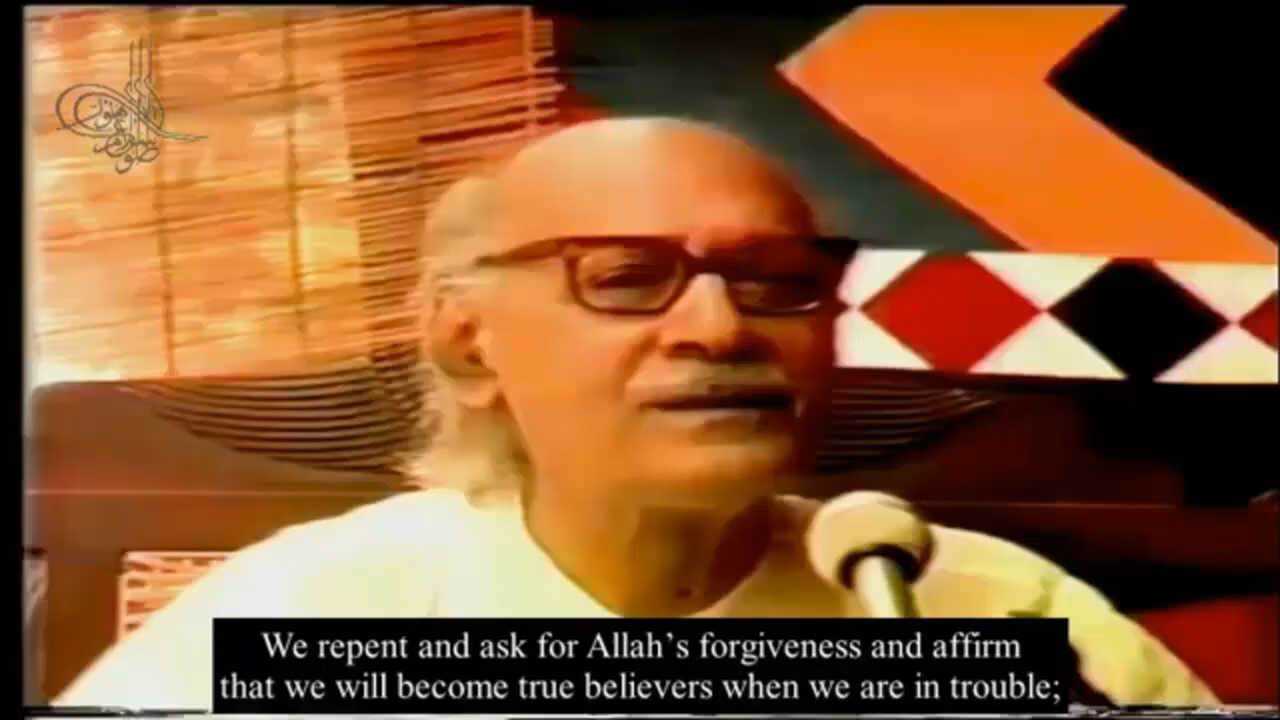 We repent and ask for Allah's forgiveness and affirm
that we will become true believers when we are in trouble;